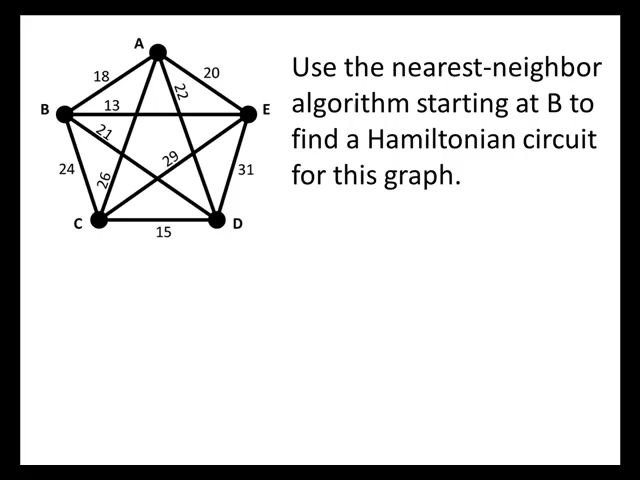 A
18
20
22
B
13
E
21
29
24
26
31
C
D
15
Use the nearest-neighbor
algorithm starting at B to
find a Hamiltonian circuit
for this graph.